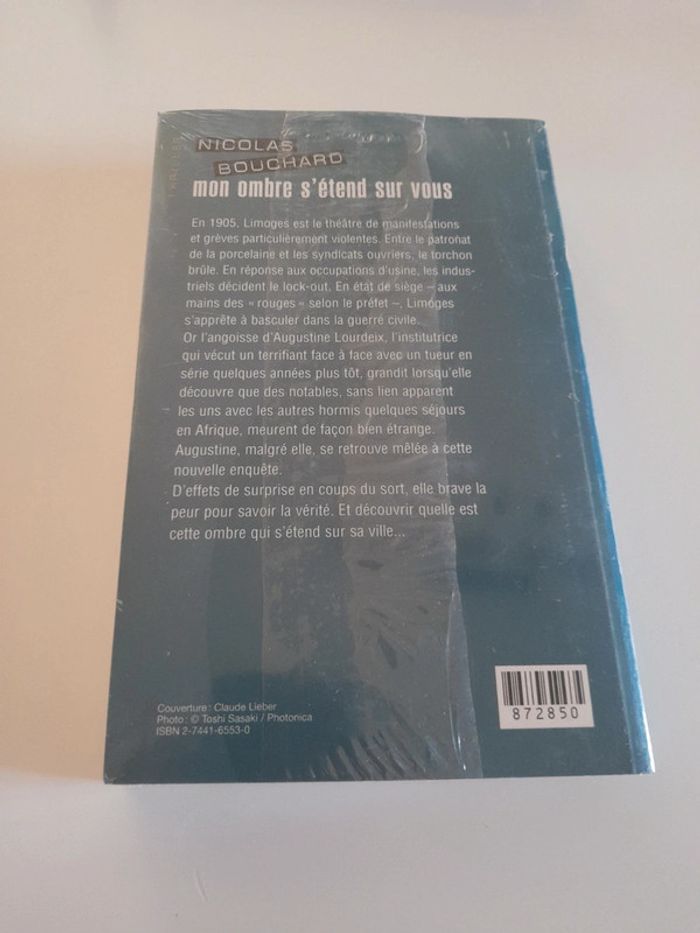 THRILLER
NICOLAS
BOUCHARD
mon ombre s'étend sur vous
En 1905, Limoges est le théâtre de manifestations
et grèves particulièrement violentes. Entre le patronat
de la porcelaine et les syndicats ouvriers, le torchon
brûle. En réponse aux occupations d'usine, les indus-
triels décident le lock-out. En état de siège – aux
mains des « rouges » selon le préfet –, Limoges
s'apprête à basculer dans la guerre civile.
Or l'angoisse d'Augustine Lourdeix, l'institutrice
qui vécut un terrifiant face à face avec un tueur en
série quelques années plus tôt, grandit lorsqu'elle
découvre que des notables, sans lien apparent
les uns avec les autres hormis quelques séjours
en Afrique, meurent de façon bien étrange.
Augustine, malgré elle, se retrouve mêlée à cette
nouvelle enquête.
D'effets de surprise en coups du sort, elle brave la
peur pour savoir la vérité. Et découvrir quelle est
cette ombre qui s'étend sur sa ville...
Couverture : Claude Lieber
Photo : © Toshi Sasaki / Photonica
ISBN 2-7441-6553-0
872850